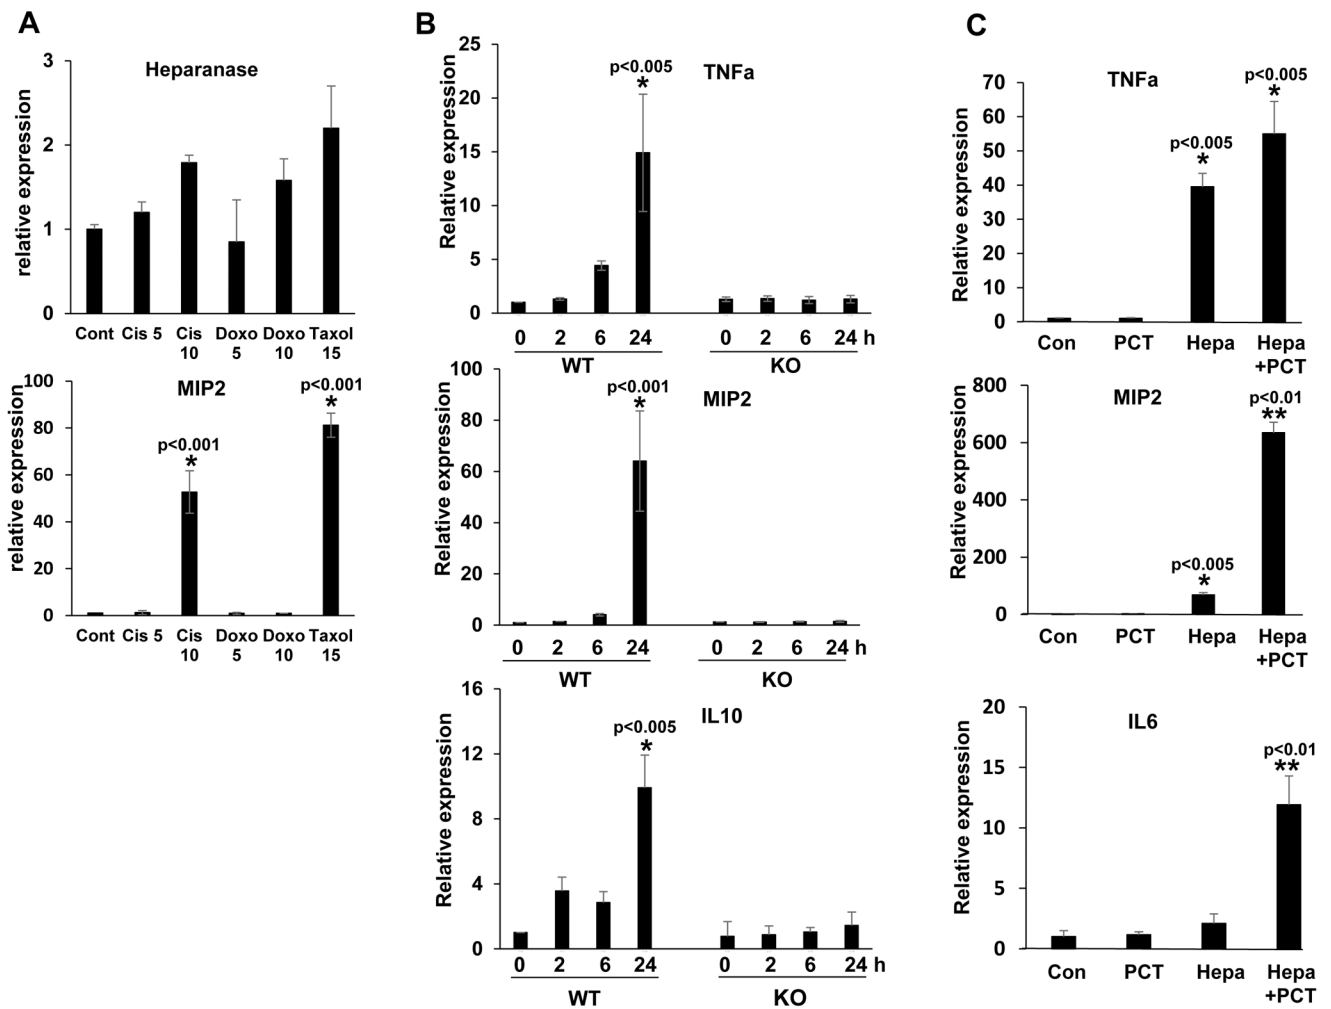 A
Heparanase
relative expression
3
2
1
0
Cont Cis 5 Cis 10 Doxo 5 Doxo 10 Taxol 15
MIP2
relative expression
100
80
60
40
20
0
p<0.001
*
p<0.001
*
Cont Cis 5 Cis 10 Doxo 5 Doxo 10 Taxol 15
B
TNFa
Relative expression
25
20
15
10
5
0
p<0.005
*
0 2 6 24 0 2 6 24 h
WT KO
MIP2
Relative expression
100
80
60
40
20
0
p<0.001
*
0 2 6 24 0 2 6 24 h
WT KO
IL10
Relative expression
16
12
8
4
0
p<0.005
*
0 2 6 24 0 2 6 24 h
WT KO
C
TNFa
Relative expression
70
60
50
40
30
20
10
0
p<0.005
*
p<0.005
*
Con PCT Hepa Hepa
+PCT
MIP2
Relative expression
800
600
400
200
0
p<0.005
*
p<0.01
**
Con PCT Hepa Hepa
+PCT
IL6
Relative expression
20
15
10
5
0
p<0.01
**
Con PCT Hepa Hepa
+PCT